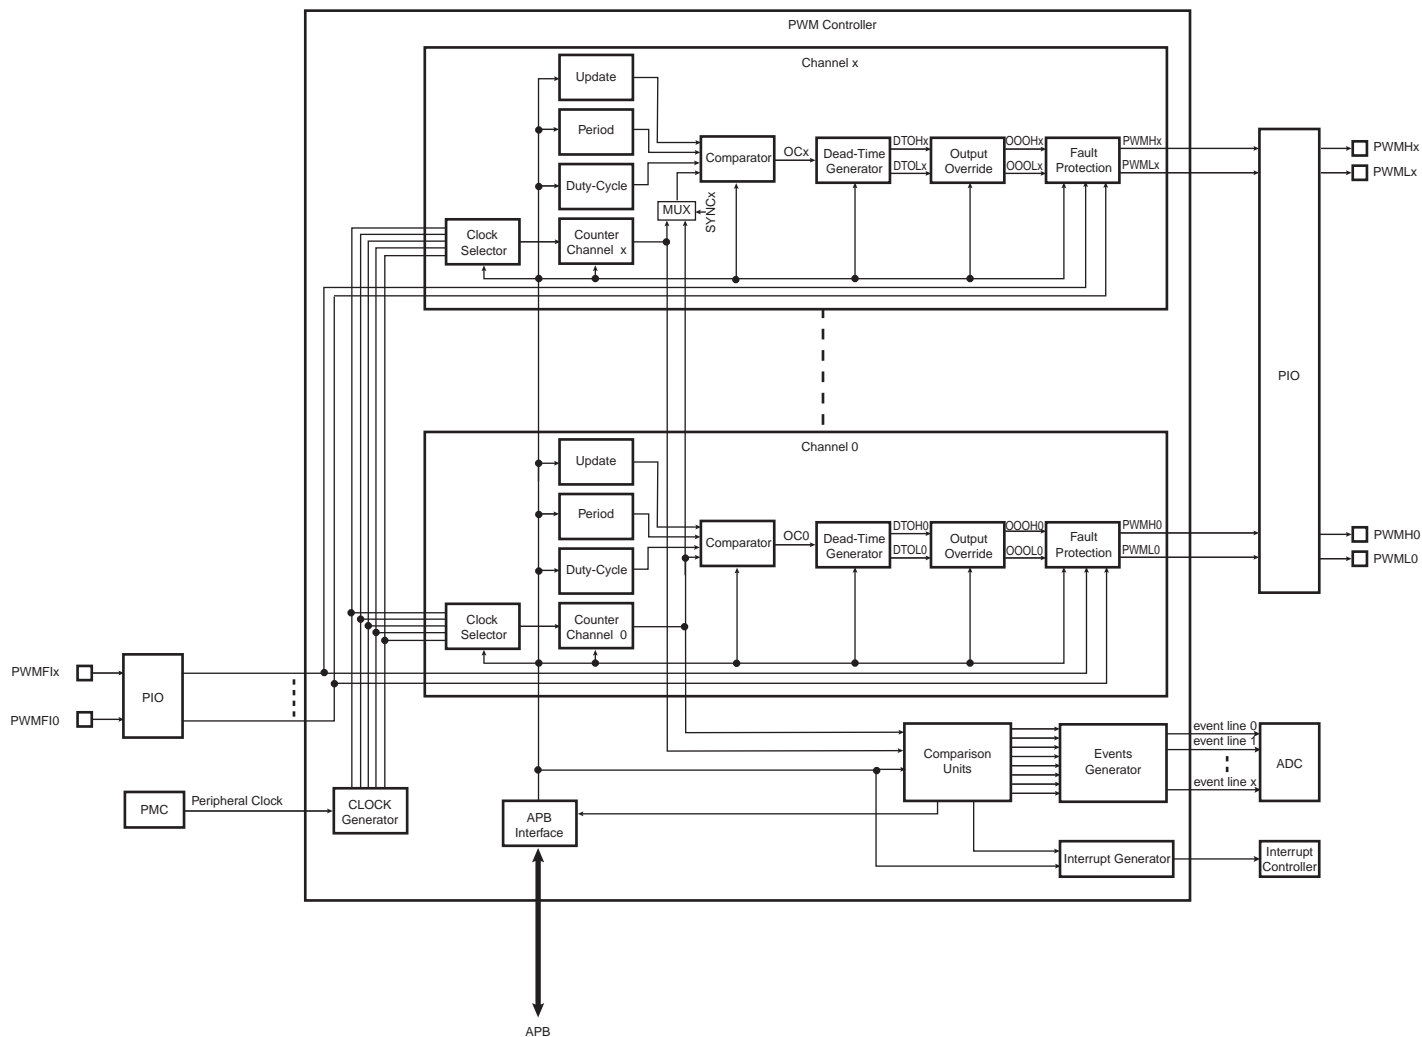 PWM Controller
Channel x
Update
Period
Duty-Cycle
Clock
Selector
Counter
Channel x
MUX
SYNCx
Comparator
OCx
Dead-Time
Generator
DTOHx
DTOLx
Output
Override
OOOHx
OOOLx
Fault
Protection
PWMHx
PWMLx
PIO
PWMHx
PWMLx
Channel 0
Update
Period
Duty-Cycle
Clock
Selector
Counter
Channel 0
Comparator
OC0
Dead-Time
Generator
DTOH0
DTOL0
Output
Override
OOOH0
OOOL0
Fault
Protection
PWMH0
PWML0
PWMH0
PWML0
PWMFIx
PWMFI0
PIO
PMC
Peripheral Clock
CLOCK
Generator
APB
Interface
Comparison
Units
Events
Generator
event line 0
event line 1
event line x
ADC
Interrupt Generator
Interrupt
Controller
APB